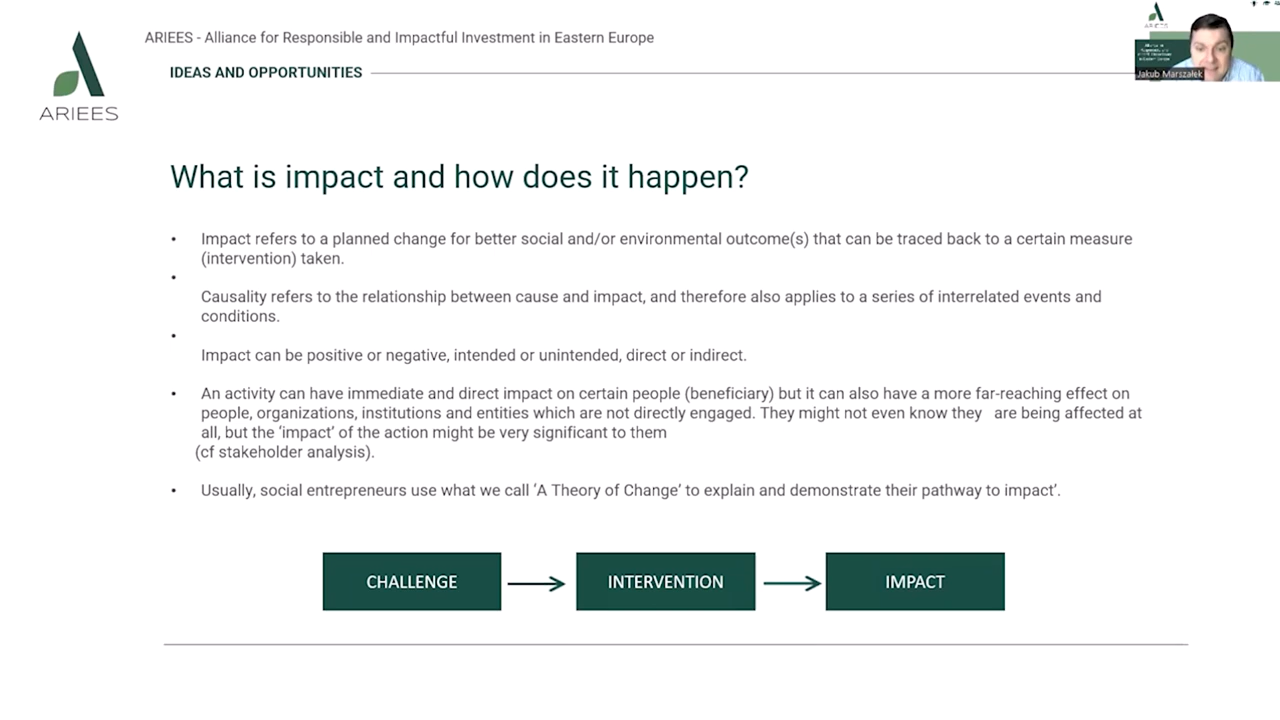 ARIEES - Alliance for Responsible and Impactful Investment in Eastern Europe
IDEAS AND OPPORTUNITIES
ARIEES
Jakub Marszałek
What is impact and how does it happen?
• Impact refers to a planned change for better social and/or environmental outcome(s) that can be traced back to a certain measure
(intervention) taken.
•
Causality refers to the relationship between cause and impact, and therefore also applies to a series of interrelated events and
conditions.
•
Impact can be positive or negative, intended or unintended, direct or indirect.
• An activity can have immediate and direct impact on certain people (beneficiary) but it can also have a more far-reaching effect on
people, organizations, institutions and entities which are not directly engaged. They might not even know they are being affected at
all, but the ‘impact’ of the action might be very significant to them
(cf stakeholder analysis).
• Usually, social entrepreneurs use what we call ‘A Theory of Change’ to explain and demonstrate their pathway to impact’.
CHALLENGE
INTERVENTION
IMPACT